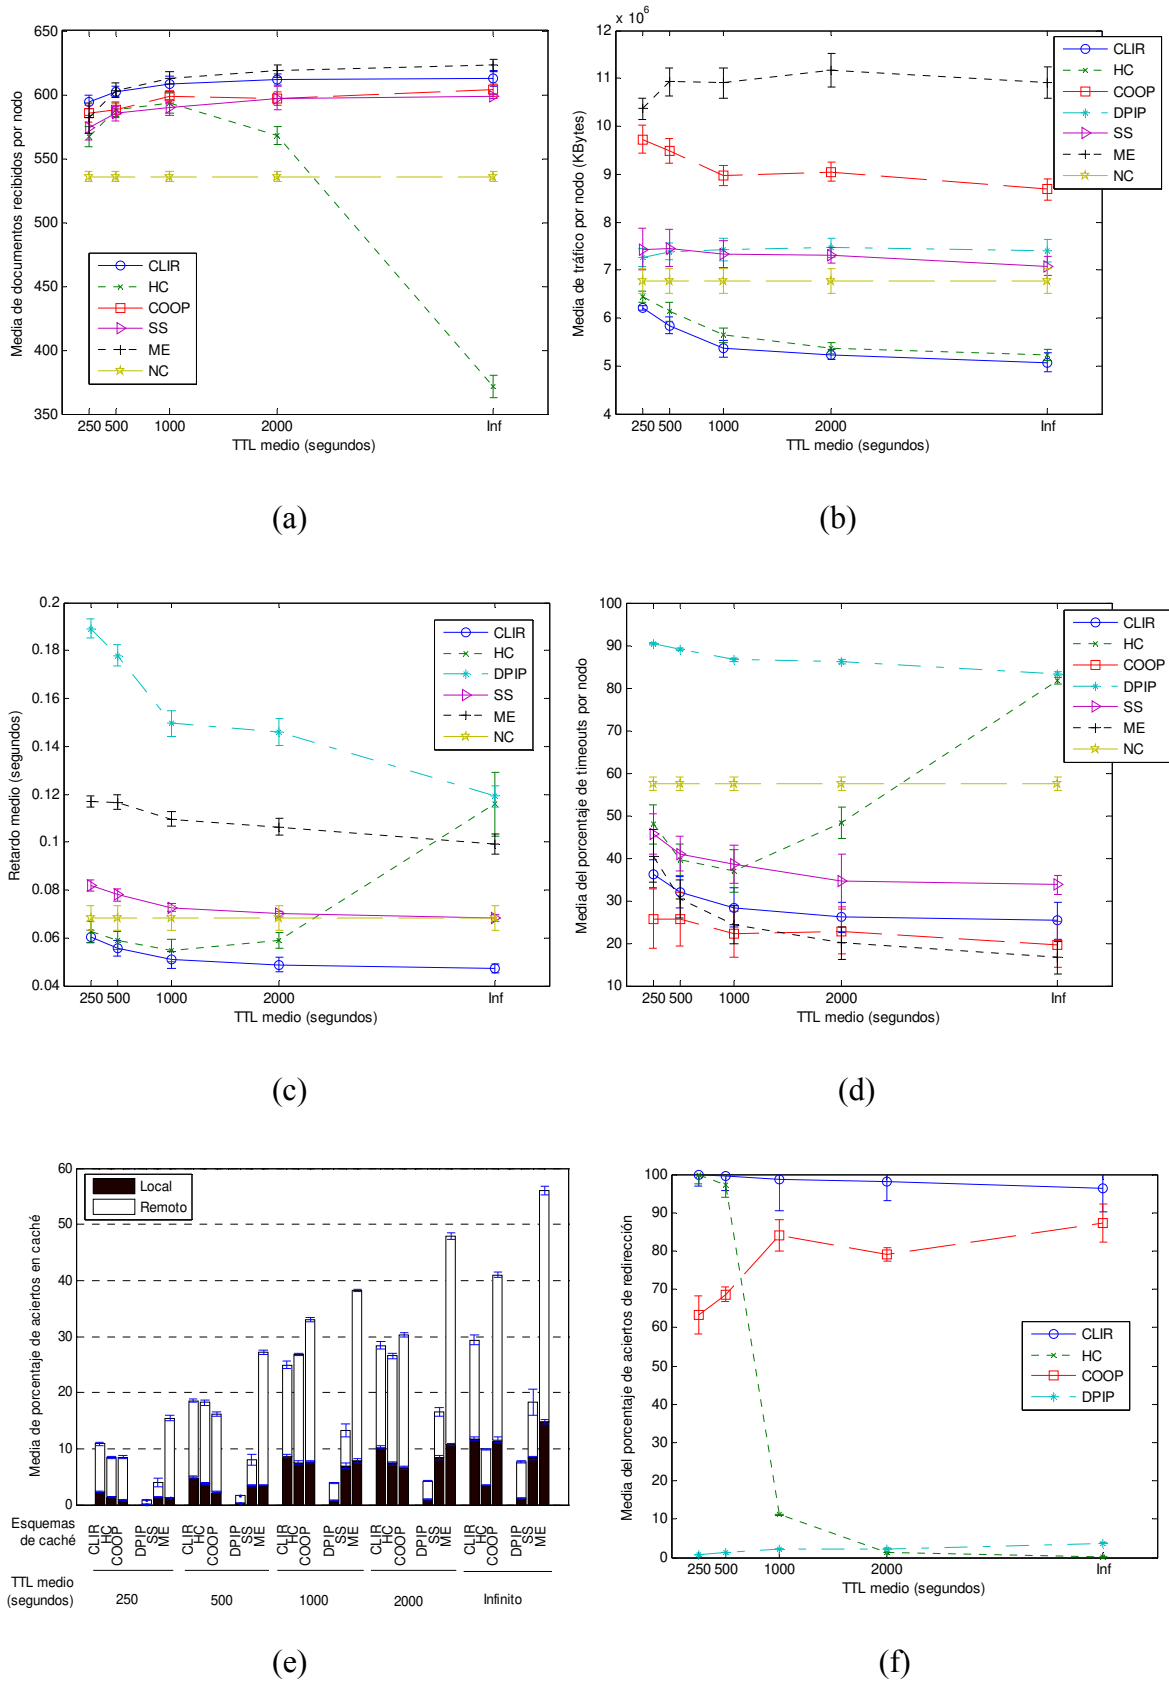 650
600
550
500
450
400
350
Media de documentos recibidos por nodo
CLIR
HC
COOP
SS
ME
NC
250 500 1000 2000 Inf
TTL medio (segundos)
(a)
x 10^6
12
11
10
9
8
7
6
5
4
Media de tráfico por nodo (KBytes)
CLIR
HC
COOP
DPIP
SS
ME
NC
250 500 1000 2000 Inf
TTL medio (segundos)
(b)
0.2
0.18
0.16
0.14
0.12
0.1
0.08
0.06
0.04
Retardo medio (segundos)
CLIR
HC
DPIP
SS
ME
NC
250 500 1000 2000 Inf
TTL medio (segundos)
(c)
100
90
80
70
60
50
40
30
20
10
Media del porcentaje de timeouts por nodo
CLIR
HC
COOP
DPIP
SS
ME
NC
250 500 1000 2000 Inf
TTL medio (segundos)
(d)
60
50
40
30
20
10
0
Media de porcentaje de aciertos en caché
Local
Remoto
Esquemas
de caché
CLIR HC COOP DPIP SS ME CLIR HC COOP DPIP SS ME CLIR HC COOP DPIP SS ME CLIR HC COOP DPIP SS ME CLIR HC COOP DPIP SS ME
TTL medio
(segundos)
250 500 1000 2000 Infinito
(e)
100
90
80
70
60
50
40
30
20
10
0
Media del porcentaje de aciertos de redirección
CLIR
HC
COOP
DPIP
250 500 1000 2000 Inf
TTL medio (segundos)
(f)